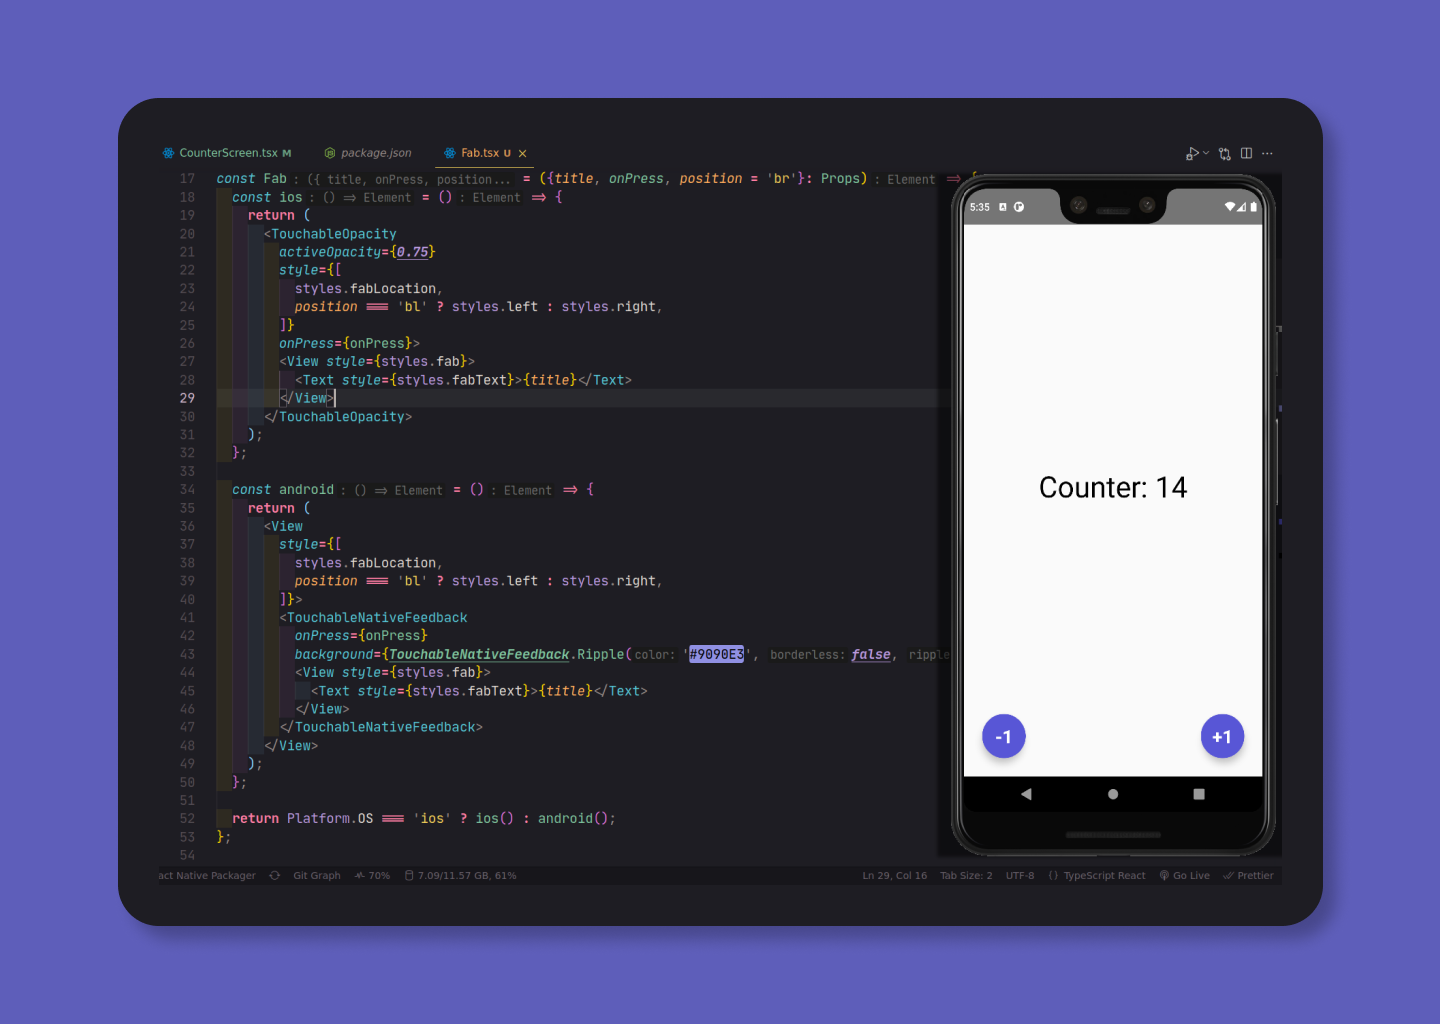 CounterScreen.tsx M package.json Fab.tsx U
17 const Fab: ({ title, onPress, position... = ({title, onPress, position = 'br'}: Props): Element => {
18 const ios: () => Element = (): Element => {
19 return (
20 <TouchableOpacity
21 activeOpacity={0.75}
22 style={[
23 styles.fabLocation,
24 position === 'bl' ? styles.left : styles.right,
25 ]}
26 onPress={onPress}>
27 <View style={styles.fab}>
28 <Text style={styles.fabText}>{title}</Text>
29 </View>
30 </TouchableOpacity>
31 );
32 };
33
34 const android: () => Element = (): Element => {
35 return (
36 <View
37 style={[
38 styles.fabLocation,
39 position === 'bl' ? styles.left : styles.right,
40 ]}>
41 <TouchableNativeFeedback
42 onPress={onPress}
43 background={TouchableNativeFeedback.Ripple(color: '#9090E3', borderless: false, ripple
44 <View style={styles.fab}>
45 <Text style={styles.fabText}>{title}</Text>
46 </View>
47 </TouchableNativeFeedback>
48 </View>
49 );
50 };
51
52 return Platform.OS === 'ios' ? ios() : android();
53 };
54
act Native Packager Git Graph 70% 7.09/11.57 GB, 61% Ln 29, Col 16 Tab Size: 2 UTF-8 TypeScript React Go Live Prettier
5:35
Counter: 14
-1 +1